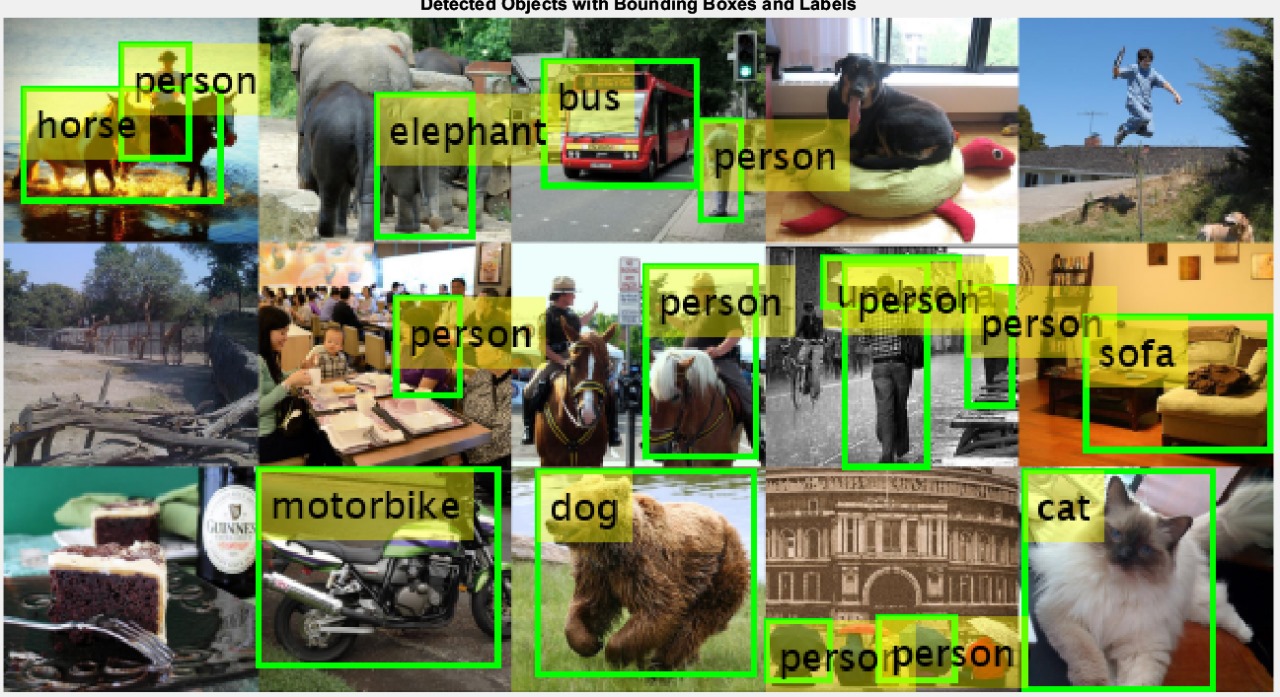 Detected Objects with Bounding Boxes and Labels
person
horse
elephant
bus
person
person
person
umbrella
person
person
sofa
GUINNESS
motorbike
dog
cat
person
person